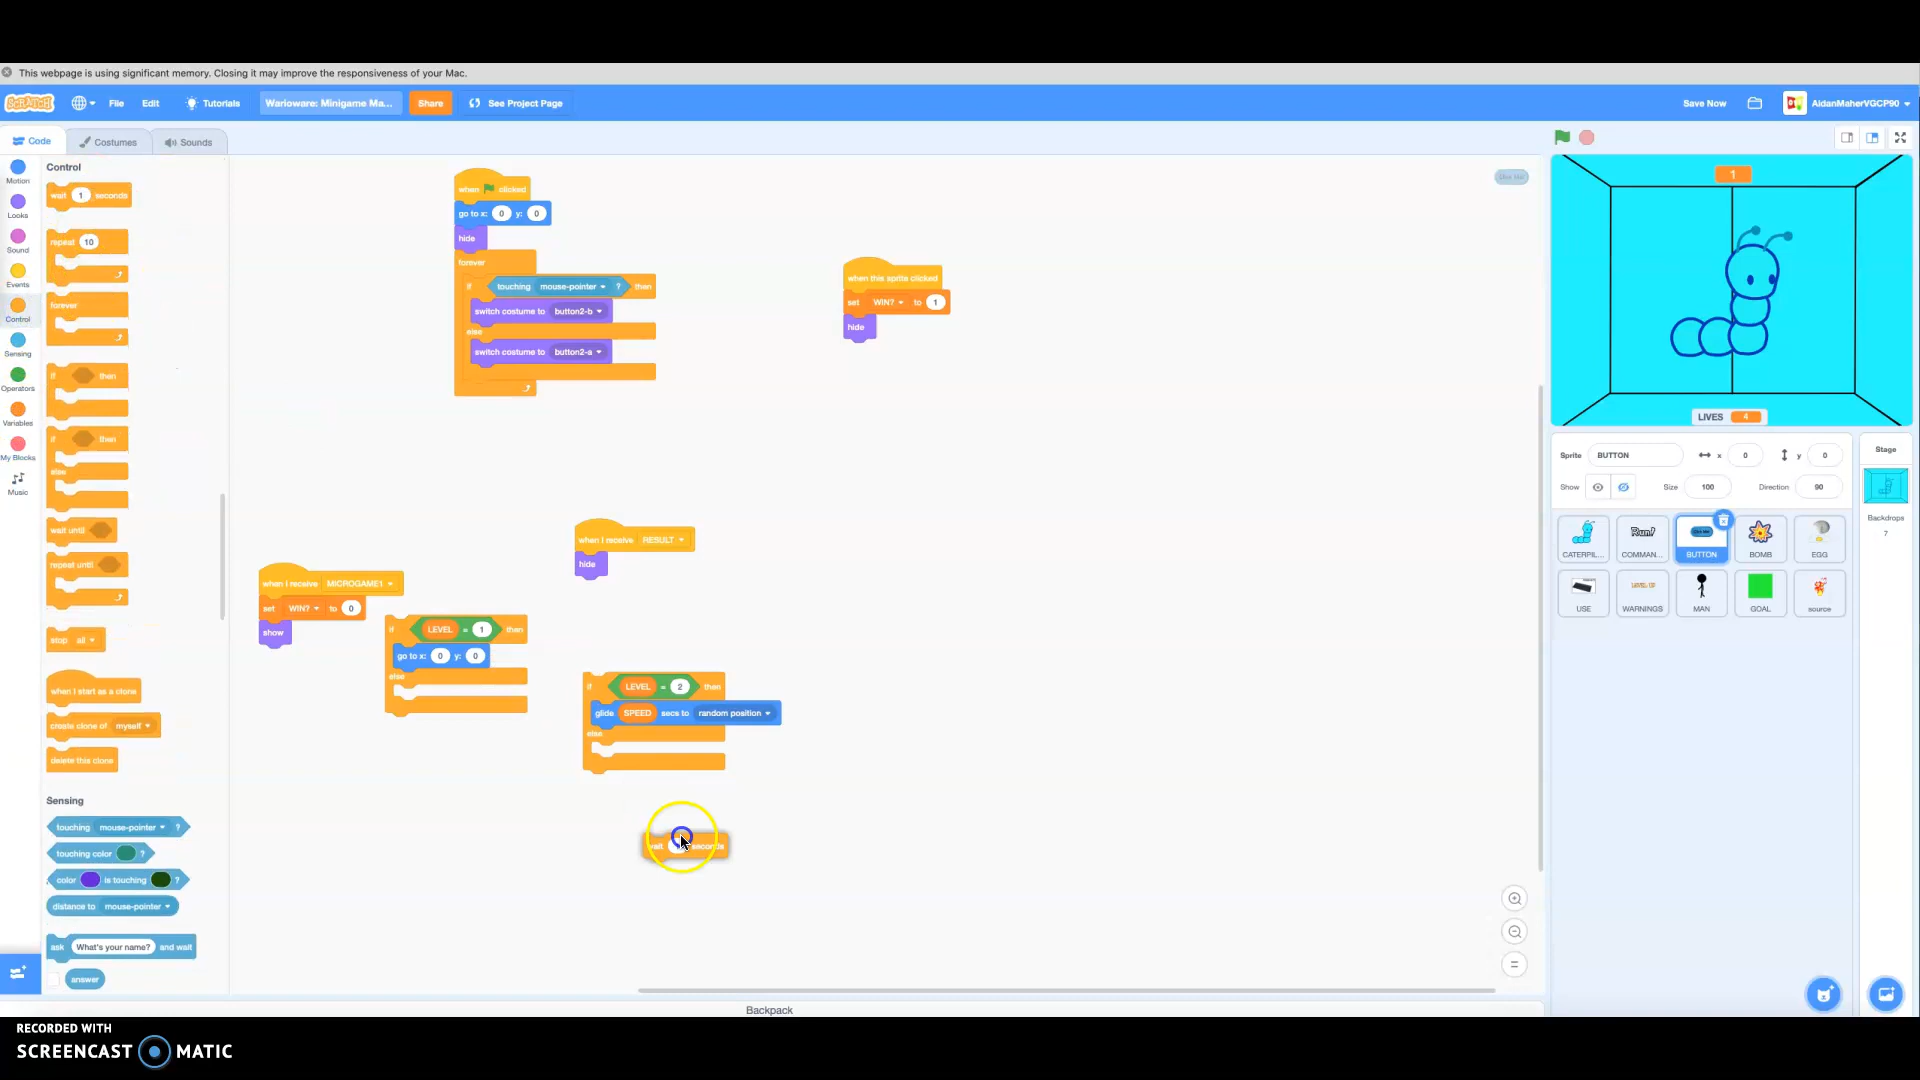 This webpage is using significant memory. Closing it may improve the responsiveness of your Mac.
SCRATCH File Edit Tutorials Warioware: Minigame Ma... Share See Project Page Save Now AidanMaherVGCP90
Code Costumes Sounds
Motion
Looks
Sound
Events
Control
Sensing
Operators
Variables
My Blocks
Music
Control
wait 1 seconds
repeat 10
forever
if then
if then
else
wait until
repeat until
stop all
when I start as a clone
create clone of myself
delete this clone
Sensing
touching mouse-pointer ?
touching color ?
color is touching ?
distance to mouse-pointer
ask What's your name? and wait
answer
when clicked
go to x: 0 y: 0
hide
forever
if touching mouse-pointer ? then
switch costume to button2-b
else
switch costume to button2-a
when this sprite clicked
set WIN? to 1
hide
when I receive RESULT
hide
when I receive MICROGAME1
set WIN? to 0
show
if LEVEL = 1 then
go to x: 0 y: 0
else
if LEVEL = 2 then
glide SPEED secs to random position
else
wait seconds
Backpack
1
LIVES 4
Sprite BUTTON x 0 y 0
Show Size 100 Direction 90
CATERPIL... COMMAN... BUTTON BOMB EGG
USE WARNINGS MAN GOAL source
Run!
LEVEL UP
Stage
Backdrops
7
RECORDED WITH
SCREENCAST MATIC